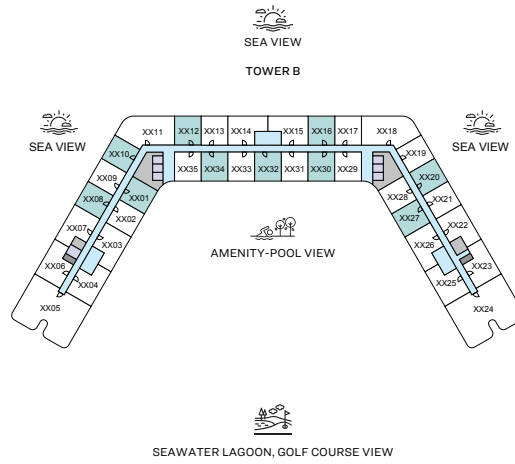 SEA VIEW
TOWER B
SEA VIEW
SEA VIEW
XX11
XX12
XX13
XX14
XX15
XX16
XX17
XX18
XX10
XX09
XX08
XX07
XX06
XX05
XX01
XX02
XX03
XX04
XX35
XX34
XX33
XX32
XX31
XX30
XX29
XX19
XX20
XX21
XX22
XX23
XX24
XX28
XX27
XX26
XX25
AMENITY-POOL VIEW
SEAWATER LAGOON, GOLF COURSE VIEW